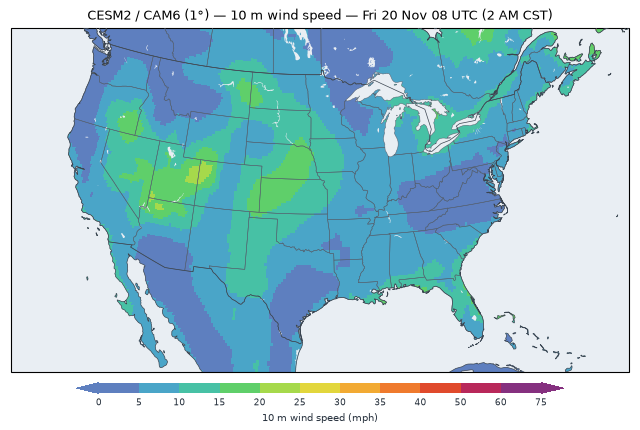 CESM2 / CAM6 (1°) — 10 m wind speed — Fri 20 Nov 08 UTC (2 AM CST)
0 5 10 15 20 25 30 35 40 50 60 75
10 m wind speed (mph)